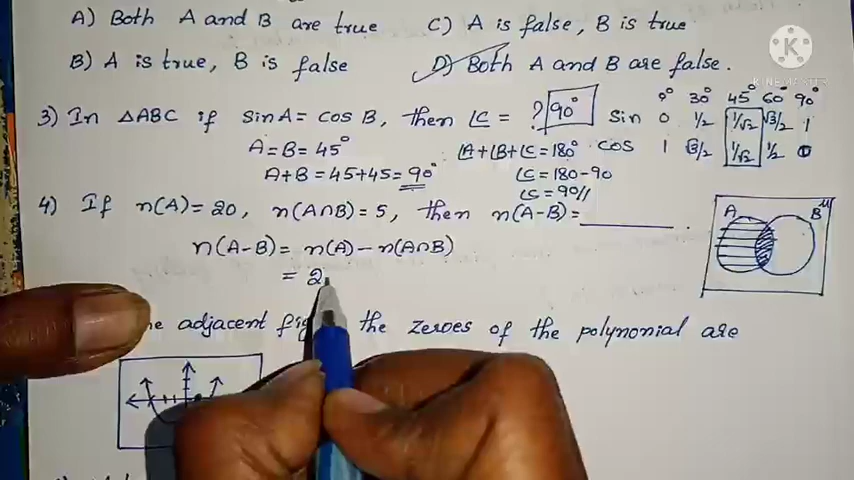 A) Both A and B are true C) A is false, B is true
B) A is true, B is false D) Both A and B are false.
K
KINEMASTER
3) In △ABC if sinA = cosB, then ∠C = ? 90°
0° 30° 45° 60° 90°
sin 0 1/2 1/√2 √3/2 1
cos 1 √3/2 1/√2 1/2 0
A = B = 45° ∠A+∠B+∠C = 180°
A+B = 45+45 = 90° ∠C = 180-90
∠C = 90°//
4) If n(A) = 20, n(A∩B) = 5, then n(A-B) = ________.
A B μ
n(A-B) = n(A) - n(A∩B)
= 2
adjacent the zeroes of the polynomial are